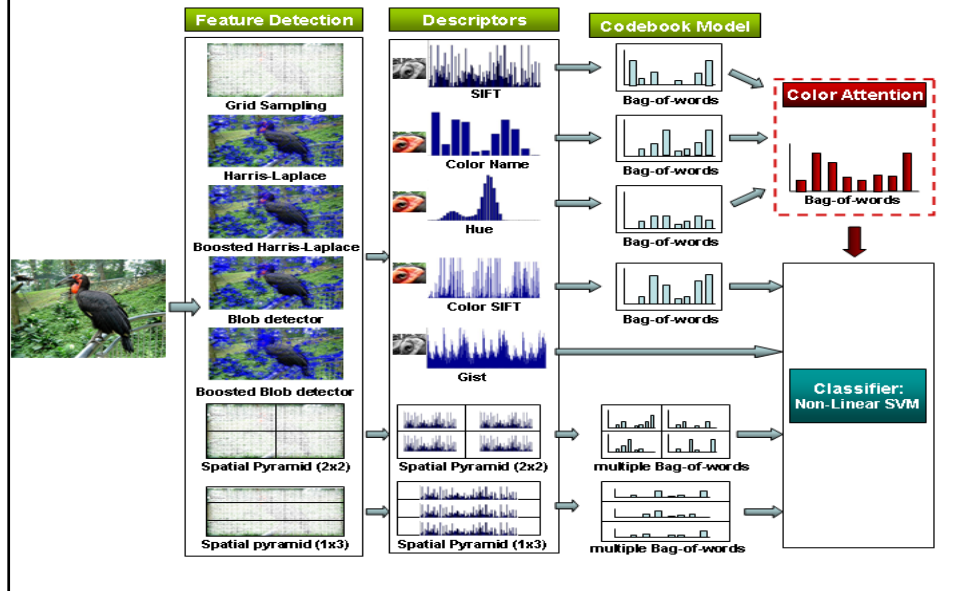 Feature Detection
Descriptors
Codebook Model
Grid Sampling
Harris-Laplace
Boosted Harris-Laplace
Blob detector
Boosted Blob detector
Spatial Pyramid (2x2)
Spatial pyramid (1x3)
SIFT
Color Name
Hue
Color SIFT
Gist
Spatial Pyramid (2x2)
Spatial Pyramid (1x3)
Bag-of-words
Bag-of-words
Bag-of-words
Bag-of-words
multiple Bag-of-words
multiple Bag-of-words
Color Attention
Bag-of-words
Classifier:
Non-Linear SVM